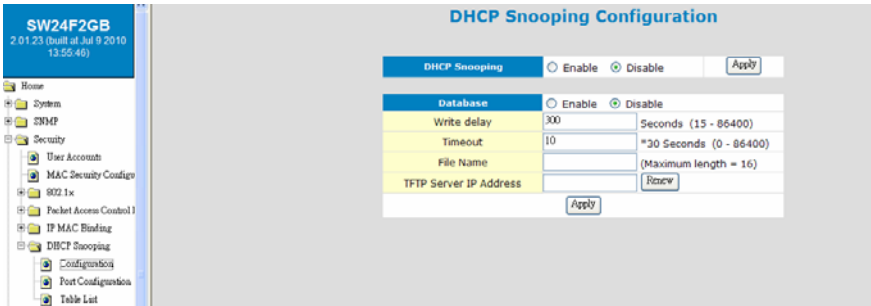 SW24F2GB
2.01.23 (built at Jul 9 2010
13:55:46)
Home
System
SNMP
Security
User Accounts
MAC Security Configu
802.1x
Packet Access Control l
IP MAC Binding
DHCP Snooping
Configuration
Port Configuration
Table List
DHCP Snooping Configuration
DHCP Snooping Enable Disable Apply
Database Enable Disable
Write delay 300 Seconds (15 - 86400)
Timeout 10 *30 Seconds (0 - 86400)
File Name (Maximum length = 16)
TFTP Server IP Address Renew
Apply